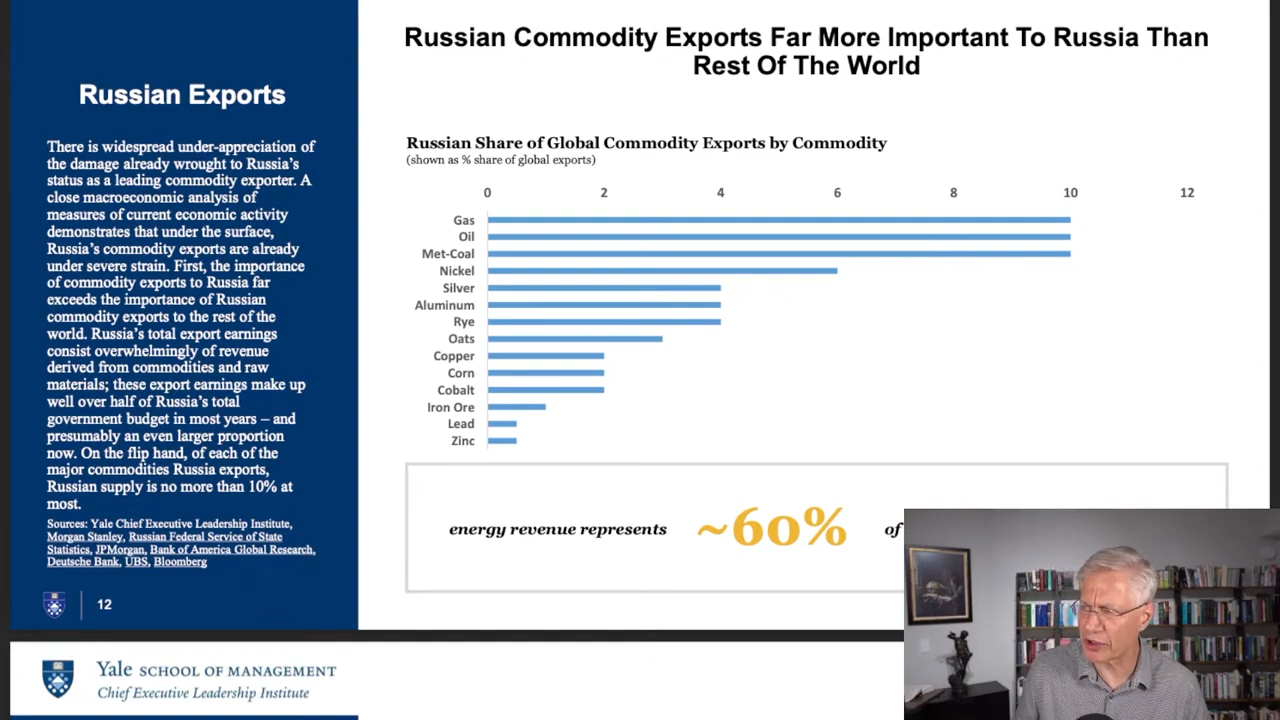 Russian Exports
There is widespread under-appreciation of
the damage already wrought to Russia's
status as a leading commodity exporter. A
close macroeconomic analysis of
measures of current economic activity
demonstrates that under the surface,
Russia's commodity exports are already
under severe strain. First, the importance
of commodity exports to Russia far
exceeds the importance of Russian
commodity exports to the rest of the
world. Russia's total export earnings
consist overwhelmingly of revenue
derived from commodities and raw
materials; these export earnings make up
well over half of Russia's total
government budget in most years – and
presumably an even larger proportion
now. On the flip hand, of each of the
major commodities Russia exports,
Russian supply is no more than 10% at
most.
Sources: Yale Chief Executive Leadership Institute,
Morgan Stanley, Russian Federal Service of State
Statistics, JPMorgan, Bank of America Global Research,
Deutsche Bank, UBS, Bloomberg
12
Russian Commodity Exports Far More Important To Russia Than
Rest Of The World
Russian Share of Global Commodity Exports by Commodity
(shown as % share of global exports)
0 2 4 6 8 10 12
Gas
Oil
Met-Coal
Nickel
Silver
Aluminum
Rye
Oats
Copper
Corn
Cobalt
Iron Ore
Lead
Zinc
energy revenue represents ~60% of
Yale SCHOOL OF MANAGEMENT
Chief Executive Leadership Institute